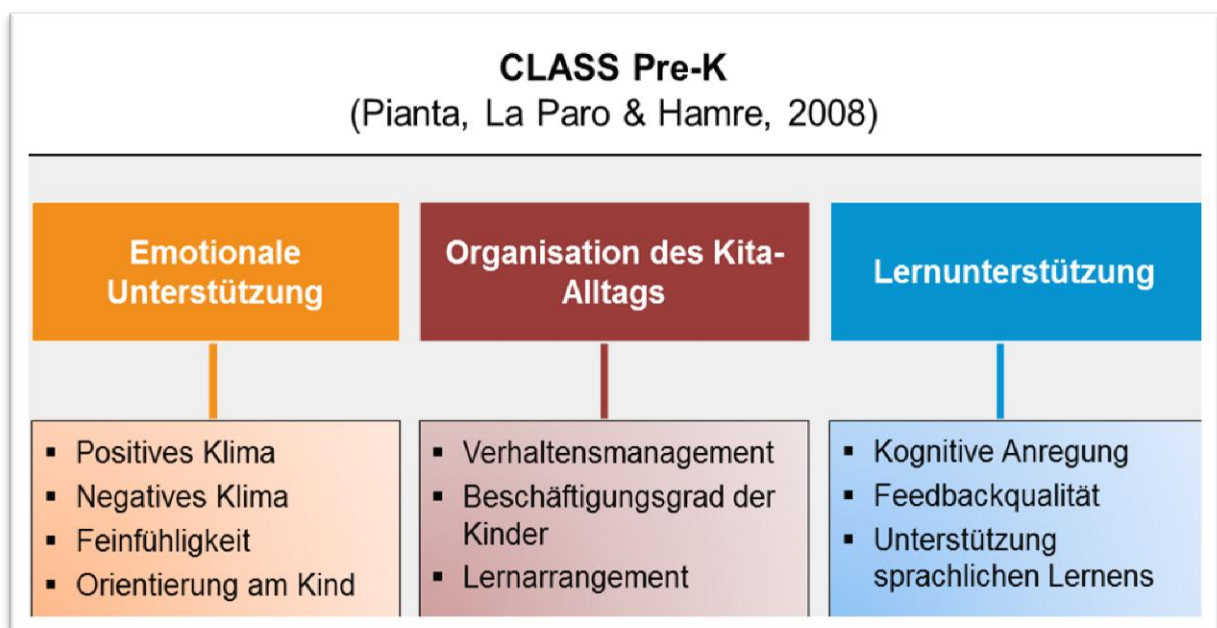 CLASS Pre-K
(Pianta, La Paro & Hamre, 2008)
Emotionale
Unterstützung
▪ Positives Klima
▪ Negatives Klima
▪ Feinfühligkeit
▪ Orientierung am Kind
Organisation des Kita-
Alltags
▪ Verhaltensmanagement
▪ Beschäftigungsgrad der
Kinder
▪ Lernarrangement
Lernunterstützung
▪ Kognitive Anregung
▪ Feedbackqualität
▪ Unterstützung
sprachlichen Lernens